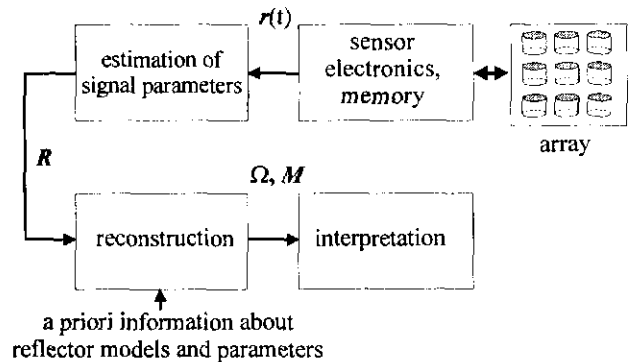 r(t)
estimation of
signal parameters
sensor
electronics,
memory
array
R
Ω, M
reconstruction
interpretation
a priori information about
reflector models and parameters